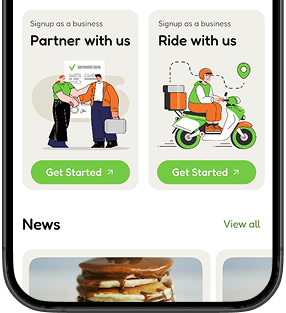 Signup as a business
Partner with us
Get Started
Signup as a business
Ride with us
Get Started
News
View all